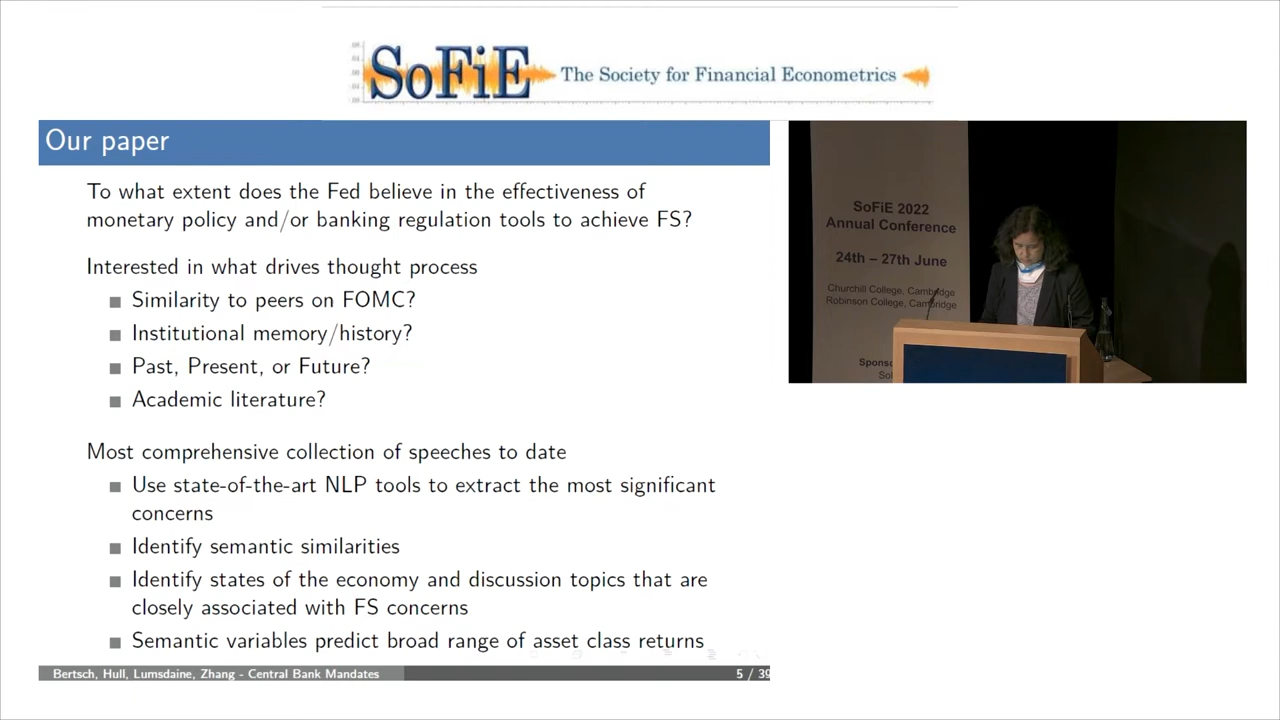 SoFiE The Society for Financial Econometrics
Our paper
To what extent does the Fed believe in the effectiveness of
monetary policy and/or banking regulation tools to achieve FS?
Interested in what drives thought process
Similarity to peers on FOMC?
Institutional memory/history?
Past, Present, or Future?
Academic literature?
Most comprehensive collection of speeches to date
Use state-of-the-art NLP tools to extract the most significant
concerns
Identify semantic similarities
Identify states of the economy and discussion topics that are
closely associated with FS concerns
Semantic variables predict broad range of asset class returns
Bertsch, Hull, Lumsdaine, Zhang - Central Bank Mandates
5 / 39
SoFiE 2022
Annual Conference
24th – 27th June
Churchill College, Cambridge
Robinson College, Cambridge